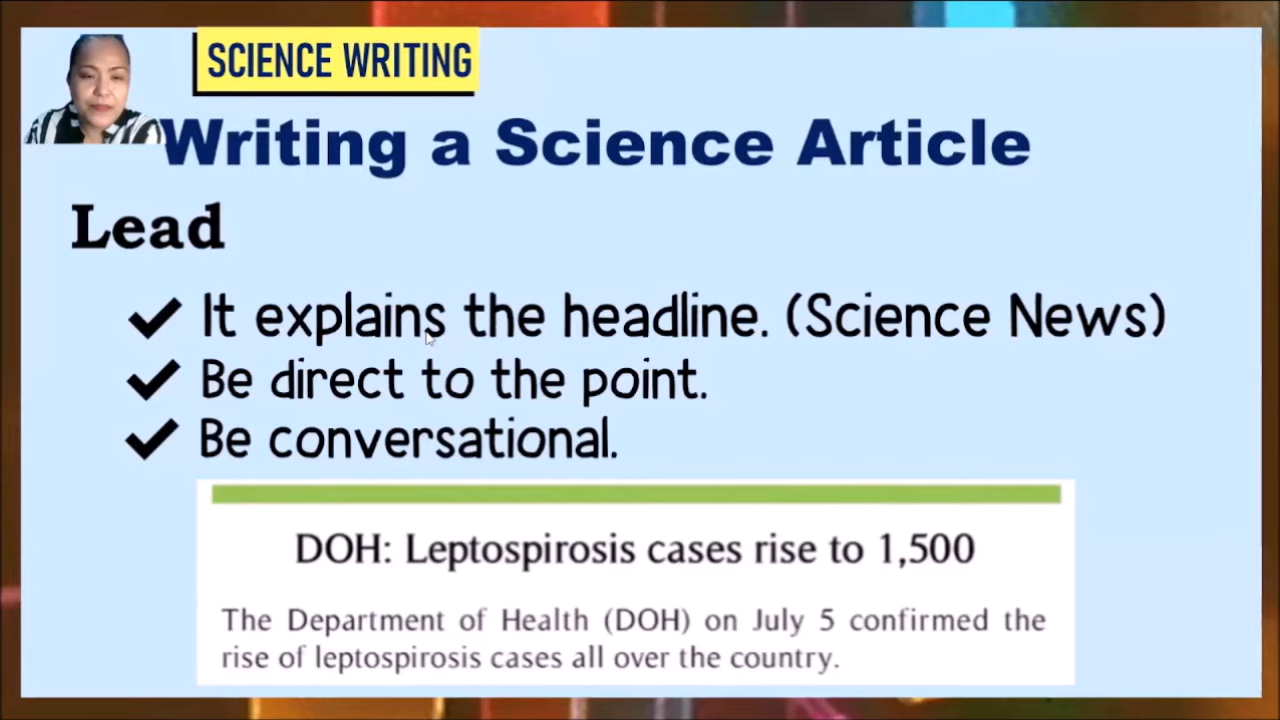 SCIENCE WRITING
Writing a Science Article
Lead
It explains the headline. (Science News)
Be direct to the point.
Be conversational.
DOH: Leptospirosis cases rise to 1,500
The Department of Health (DOH) on July 5 confirmed the
rise of leptospirosis cases all over the country.